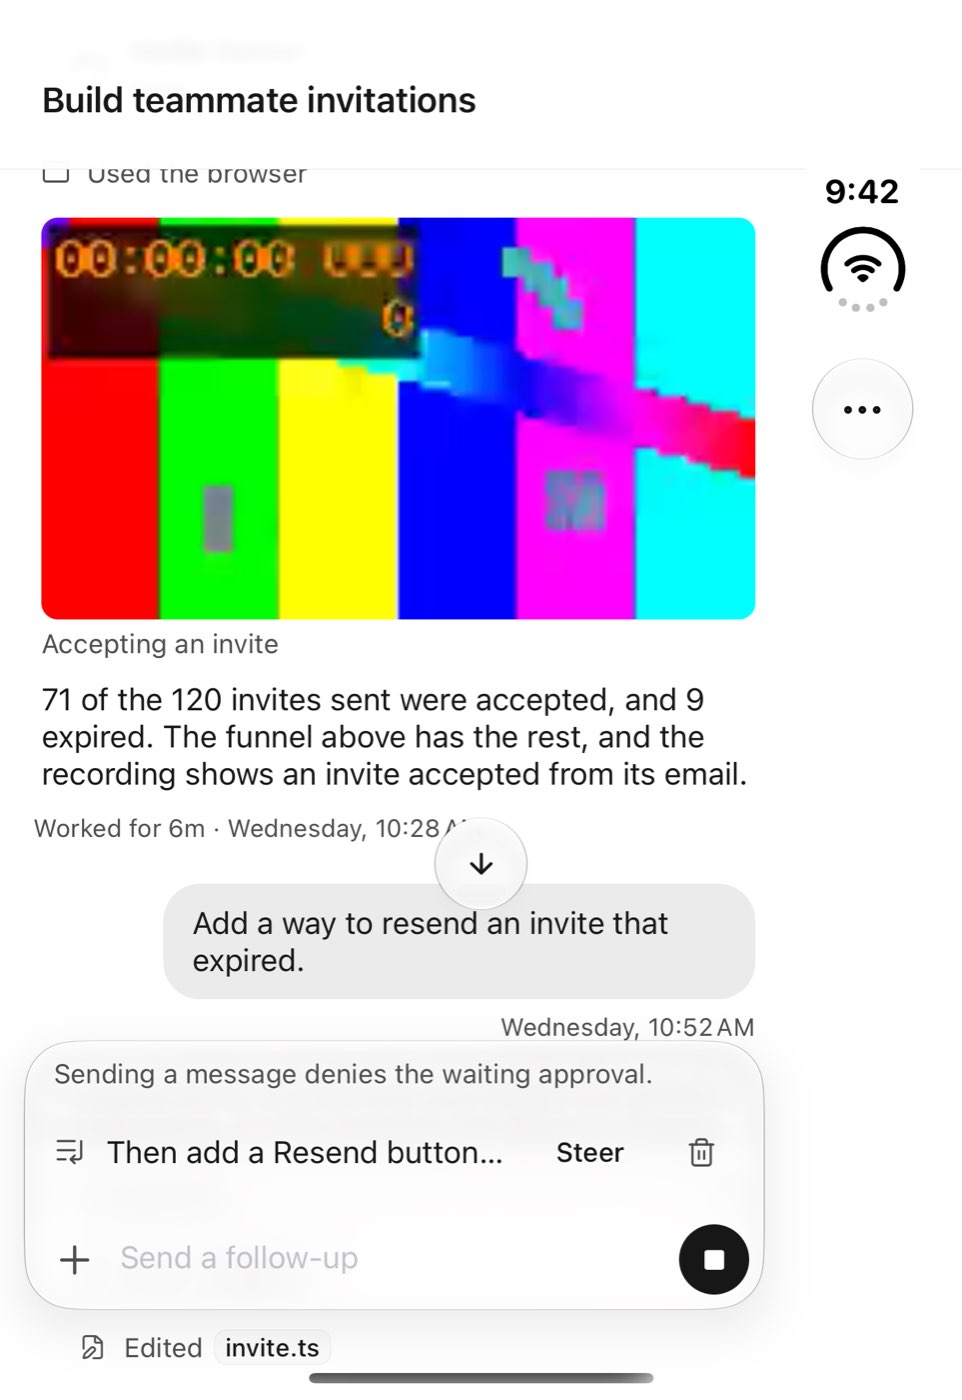 Build teammate invitations
Used the browser
9:42
00:00:00
0
Accepting an invite
71 of the 120 invites sent were accepted, and 9
expired. The funnel above has the rest, and the
recording shows an invite accepted from its email.
Worked for 6m · Wednesday, 10:28
Add a way to resend an invite that
expired.
Wednesday, 10:52 AM
Sending a message denies the waiting approval.
Then add a Resend button...
Steer
Send a follow-up
Edited invite.ts